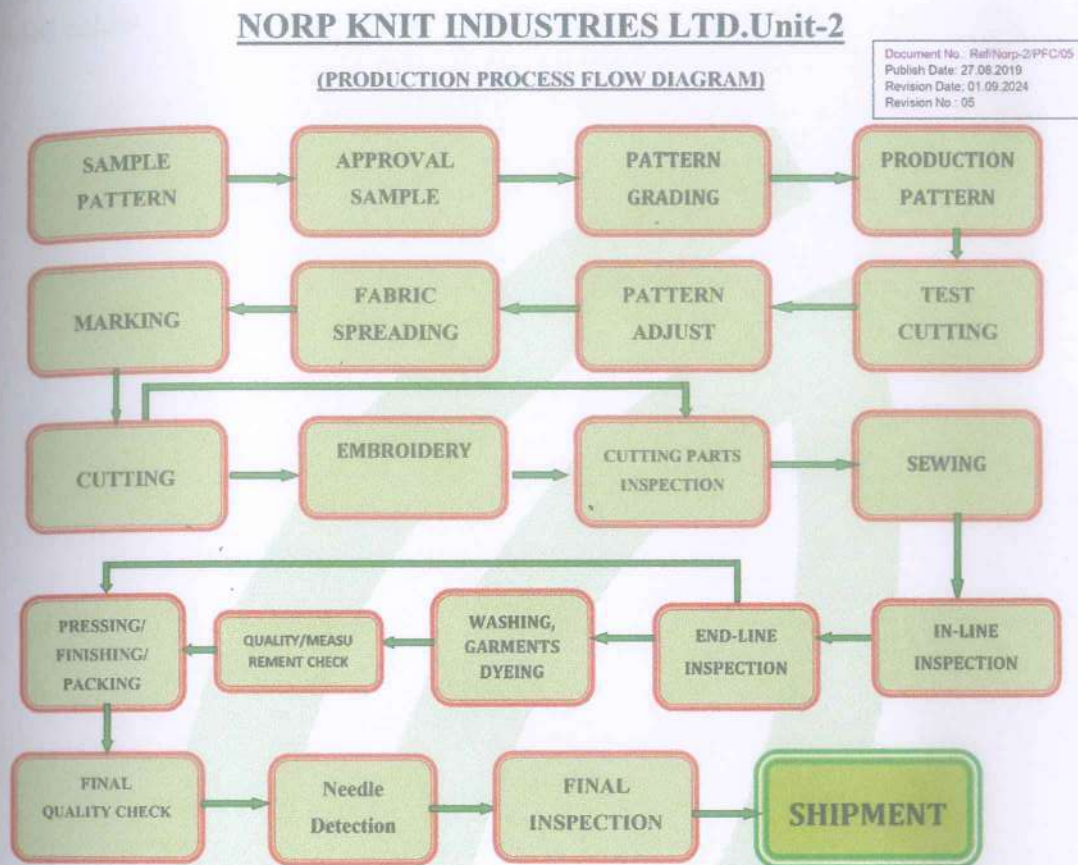 NORP KNIT INDUSTRIES LTD.Unit-2
(PRODUCTION PROCESS FLOW DIAGRAM)
Document No.: Ref/Norp-2/PFC/05
Publish Date: 27.08.2019
Revision Date: 01.09.2024
Revision No.: 05
SAMPLE
PATTERN
APPROVAL
SAMPLE
PATTERN
GRADING
PRODUCTION
PATTERN
MARKING
FABRIC
SPREADING
PATTERN
ADJUST
TEST
CUTTING
CUTTING
EMBROIDERY
CUTTING PARTS
INSPECTION
SEWING
PRESSING/
FINISHING/
PACKING
QUALITY/MEASU
REMENT CHECK
WASHING,
GARMENTS
DYEING
END-LINE
INSPECTION
IN-LINE
INSPECTION
FINAL
QUALITY CHECK
Needle
Detection
FINAL
INSPECTION
SHIPMENT